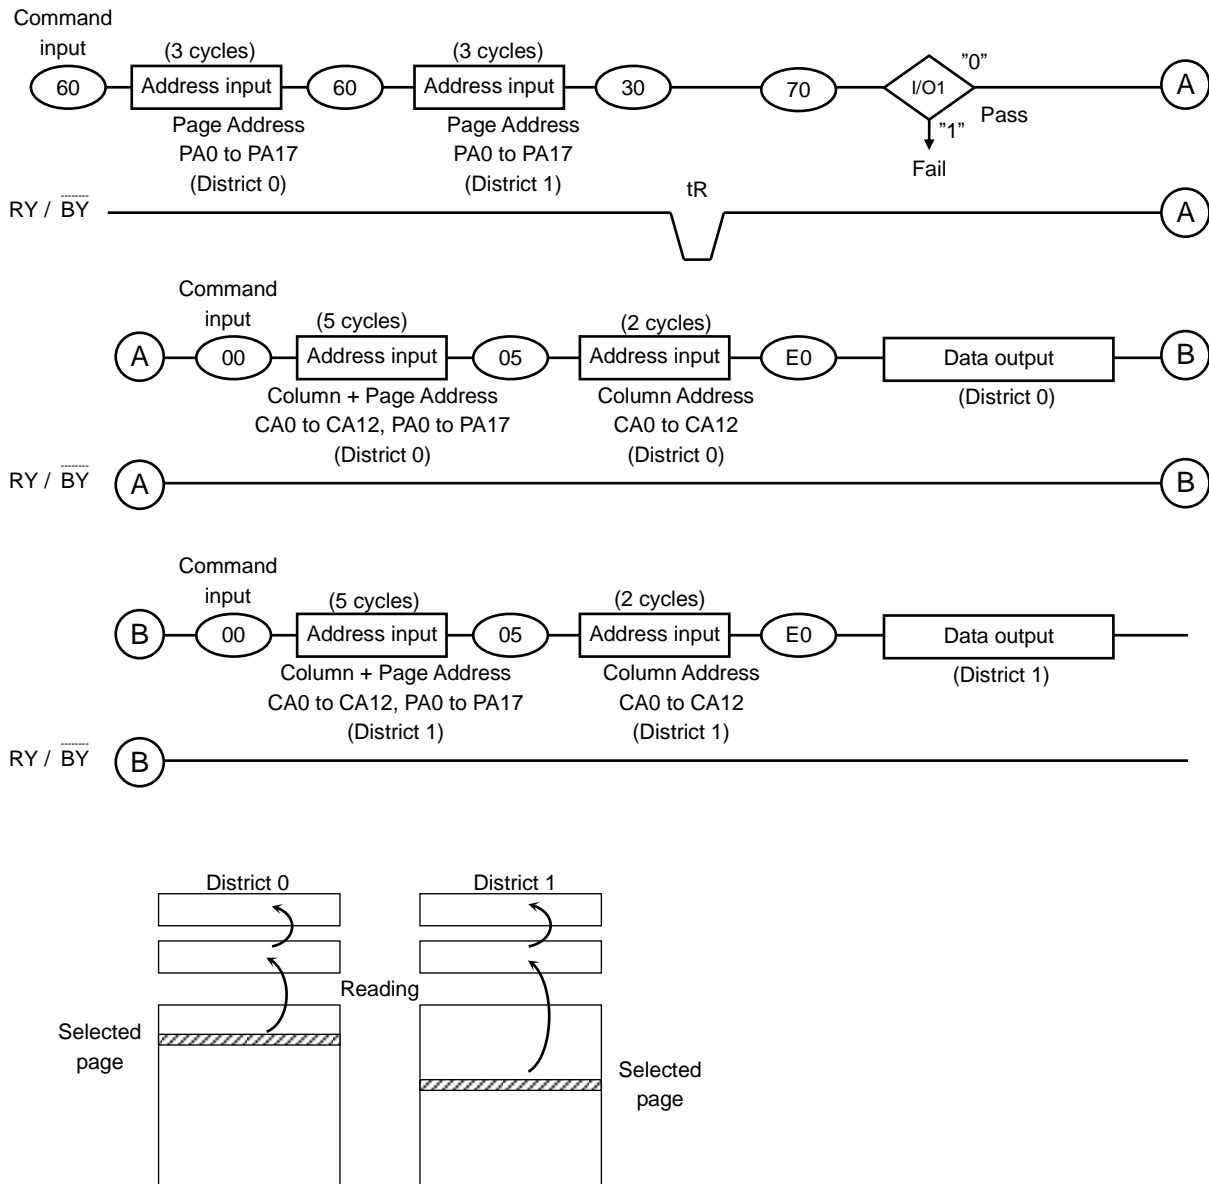 Command
input
(3 cycles) (3 cycles)
60 Address input 60 Address input 30 70 I/O1 "0" A
Page Address Page Address "1" Pass
PA0 to PA17 PA0 to PA17 Fail
(District 0) (District 1)
tR
RY / BY A
Command
input
(5 cycles) (2 cycles)
A 00 Address input 05 Address input E0 Data output B
Column + Page Address Column Address (District 0)
CA0 to CA12, PA0 to PA17 CA0 to CA12
(District 0) (District 0)
RY / BY A B
Command
input
(5 cycles) (2 cycles)
B 00 Address input 05 Address input E0 Data output
Column + Page Address Column Address (District 1)
CA0 to CA12, PA0 to PA17 CA0 to CA12
(District 1) (District 1)
RY / BY B
District 0 District 1
Reading
Selected
page
Selected
page